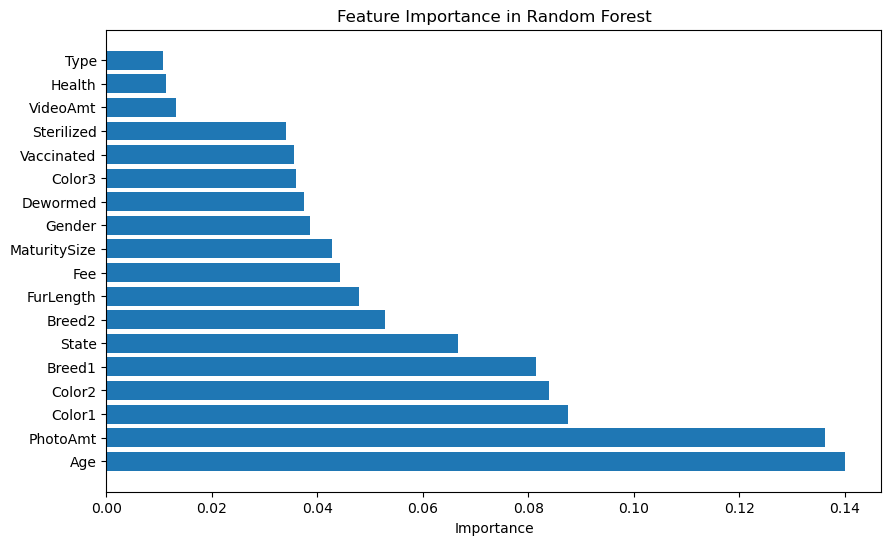 Feature Importance in Random Forest
Type
Health
VideoAmt
Sterilized
Vaccinated
Color3
Dewormed
Gender
MaturitySize
Fee
FurLength
Breed2
State
Breed1
Color2
Color1
PhotoAmt
Age
0.00 0.02 0.04 0.06 0.08 0.10 0.12 0.14
Importance